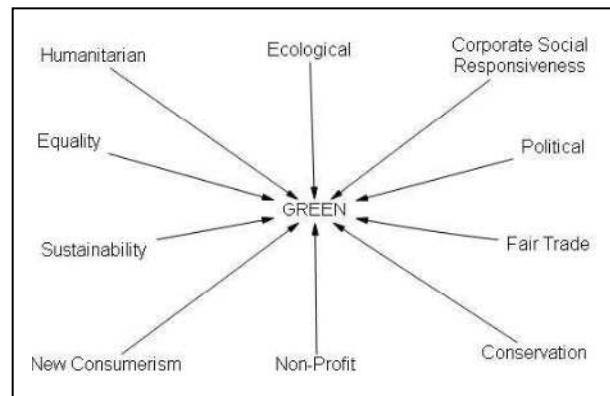 Humanitarian
Ecological
Corporate Social
Responsiveness
Equality
Political
GREEN
Sustainability
Fair Trade
New Consumerism
Non-Profit
Conservation